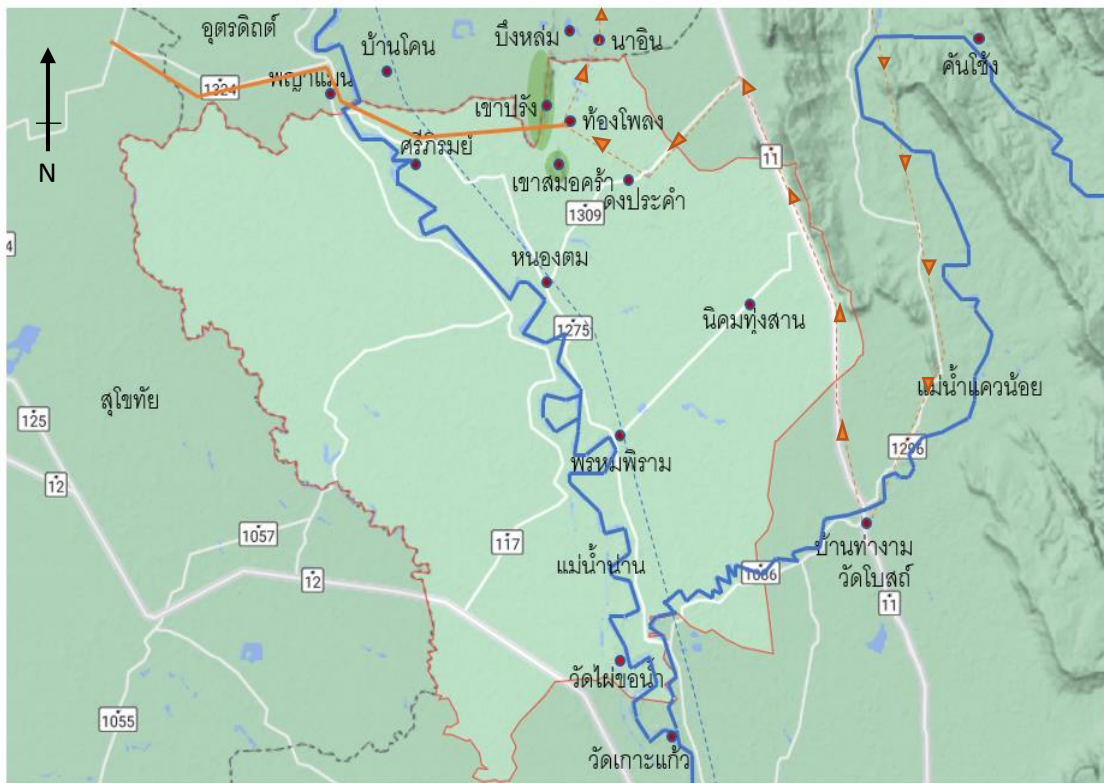 อุตรดิตถ์
บ้านโคน
บึงหล่ม
นาอิน
คันโช้ง
1324
พญาแมน
เขาปรัง
ท้องโพลง
N
ศรีภิรมย์
11
เขาสมอคร้า
ดงประคำ
1309
หนองตม
4
1275
นิคมทุ่งสาน
สุโขทัย
แม่น้ำแควน้อย
125
พรหมพิราม
1296
12
1057
117
บ้านท่างาม
แม่น้ำน่าน
12
1086
วัดโบสถ์
11
วัดไผ่ขอน้ำ
1055
วัดเกาะแก้ว